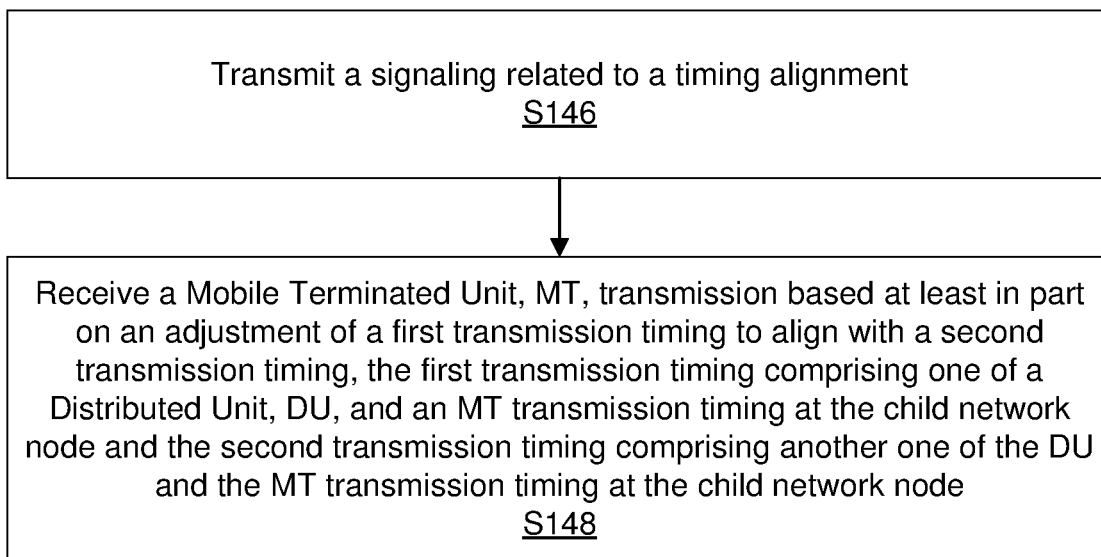 Transmit a signaling related to a timing alignment
S146
Receive a Mobile Terminated Unit, MT, transmission based at least in part
on an adjustment of a first transmission timing to align with a second
transmission timing, the first transmission timing comprising one of a
Distributed Unit, DU, and an MT transmission timing at the child network
node and the second transmission timing comprising another one of the DU
and the MT transmission timing at the child network node
S148